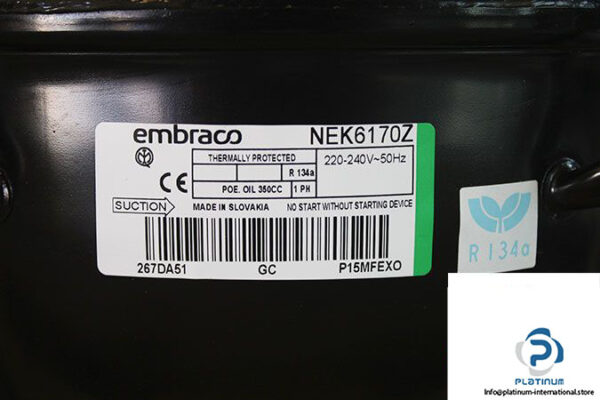 embraco NEK6170Z
THERMALLY PROTECTED
220-240V~50Hz
R 134a
CE
POE. OIL 350CC 1 PH
SUCTION
MADE IN SLOVAKIA NO START WITHOUT STARTING DEVICE
267DA51 GC P15MFEXO
R 134a
P
PLATINUM
Info@platinum-international.store